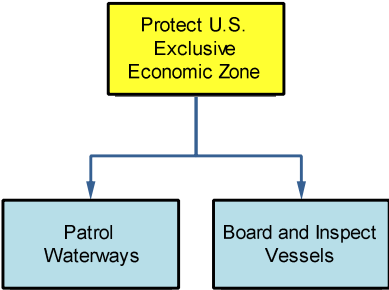 Protect U.S.
Exclusive
Economic Zone
Patrol
Waterways
Board and Inspect
Vessels